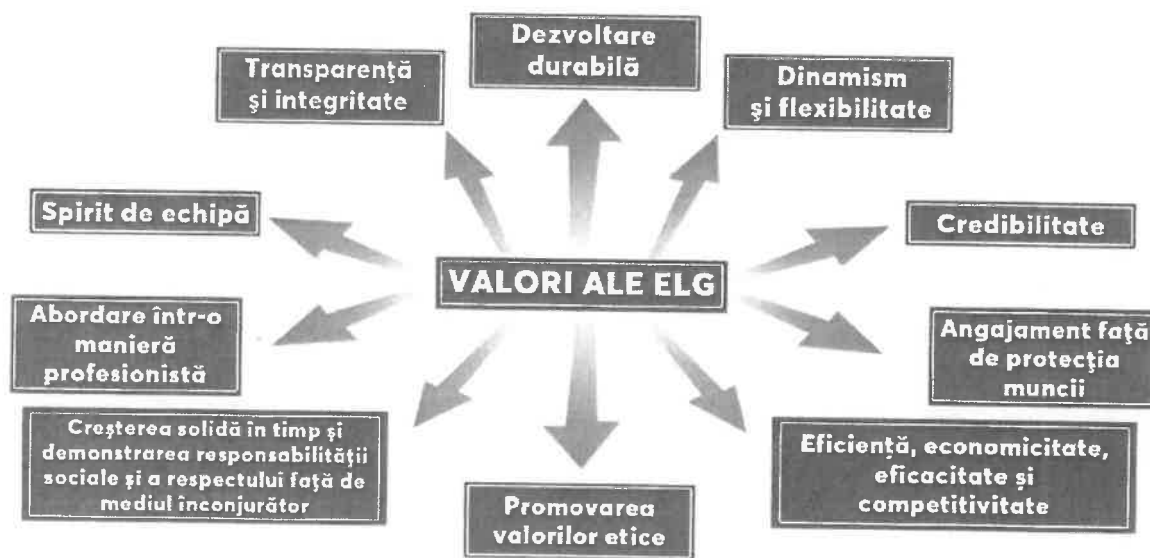 Dezvoltare
durabilă
Transparenţă
şi integritate
Dinamism
şi flexibilitate
Spirit de echipă
Credibilitate
VALORI ALE ELG
Abordare într-o
manieră
profesionistă
Angajament faţă
de protecţia
muncii
Creşterea solidă în timp şi
demonstrarea responsabilităţii
sociale şi a respectului faţă de
mediul înconjurător
Eficienţă, economicitate,
eficacitate şi
competitivitate
Promovarea
valorilor etice